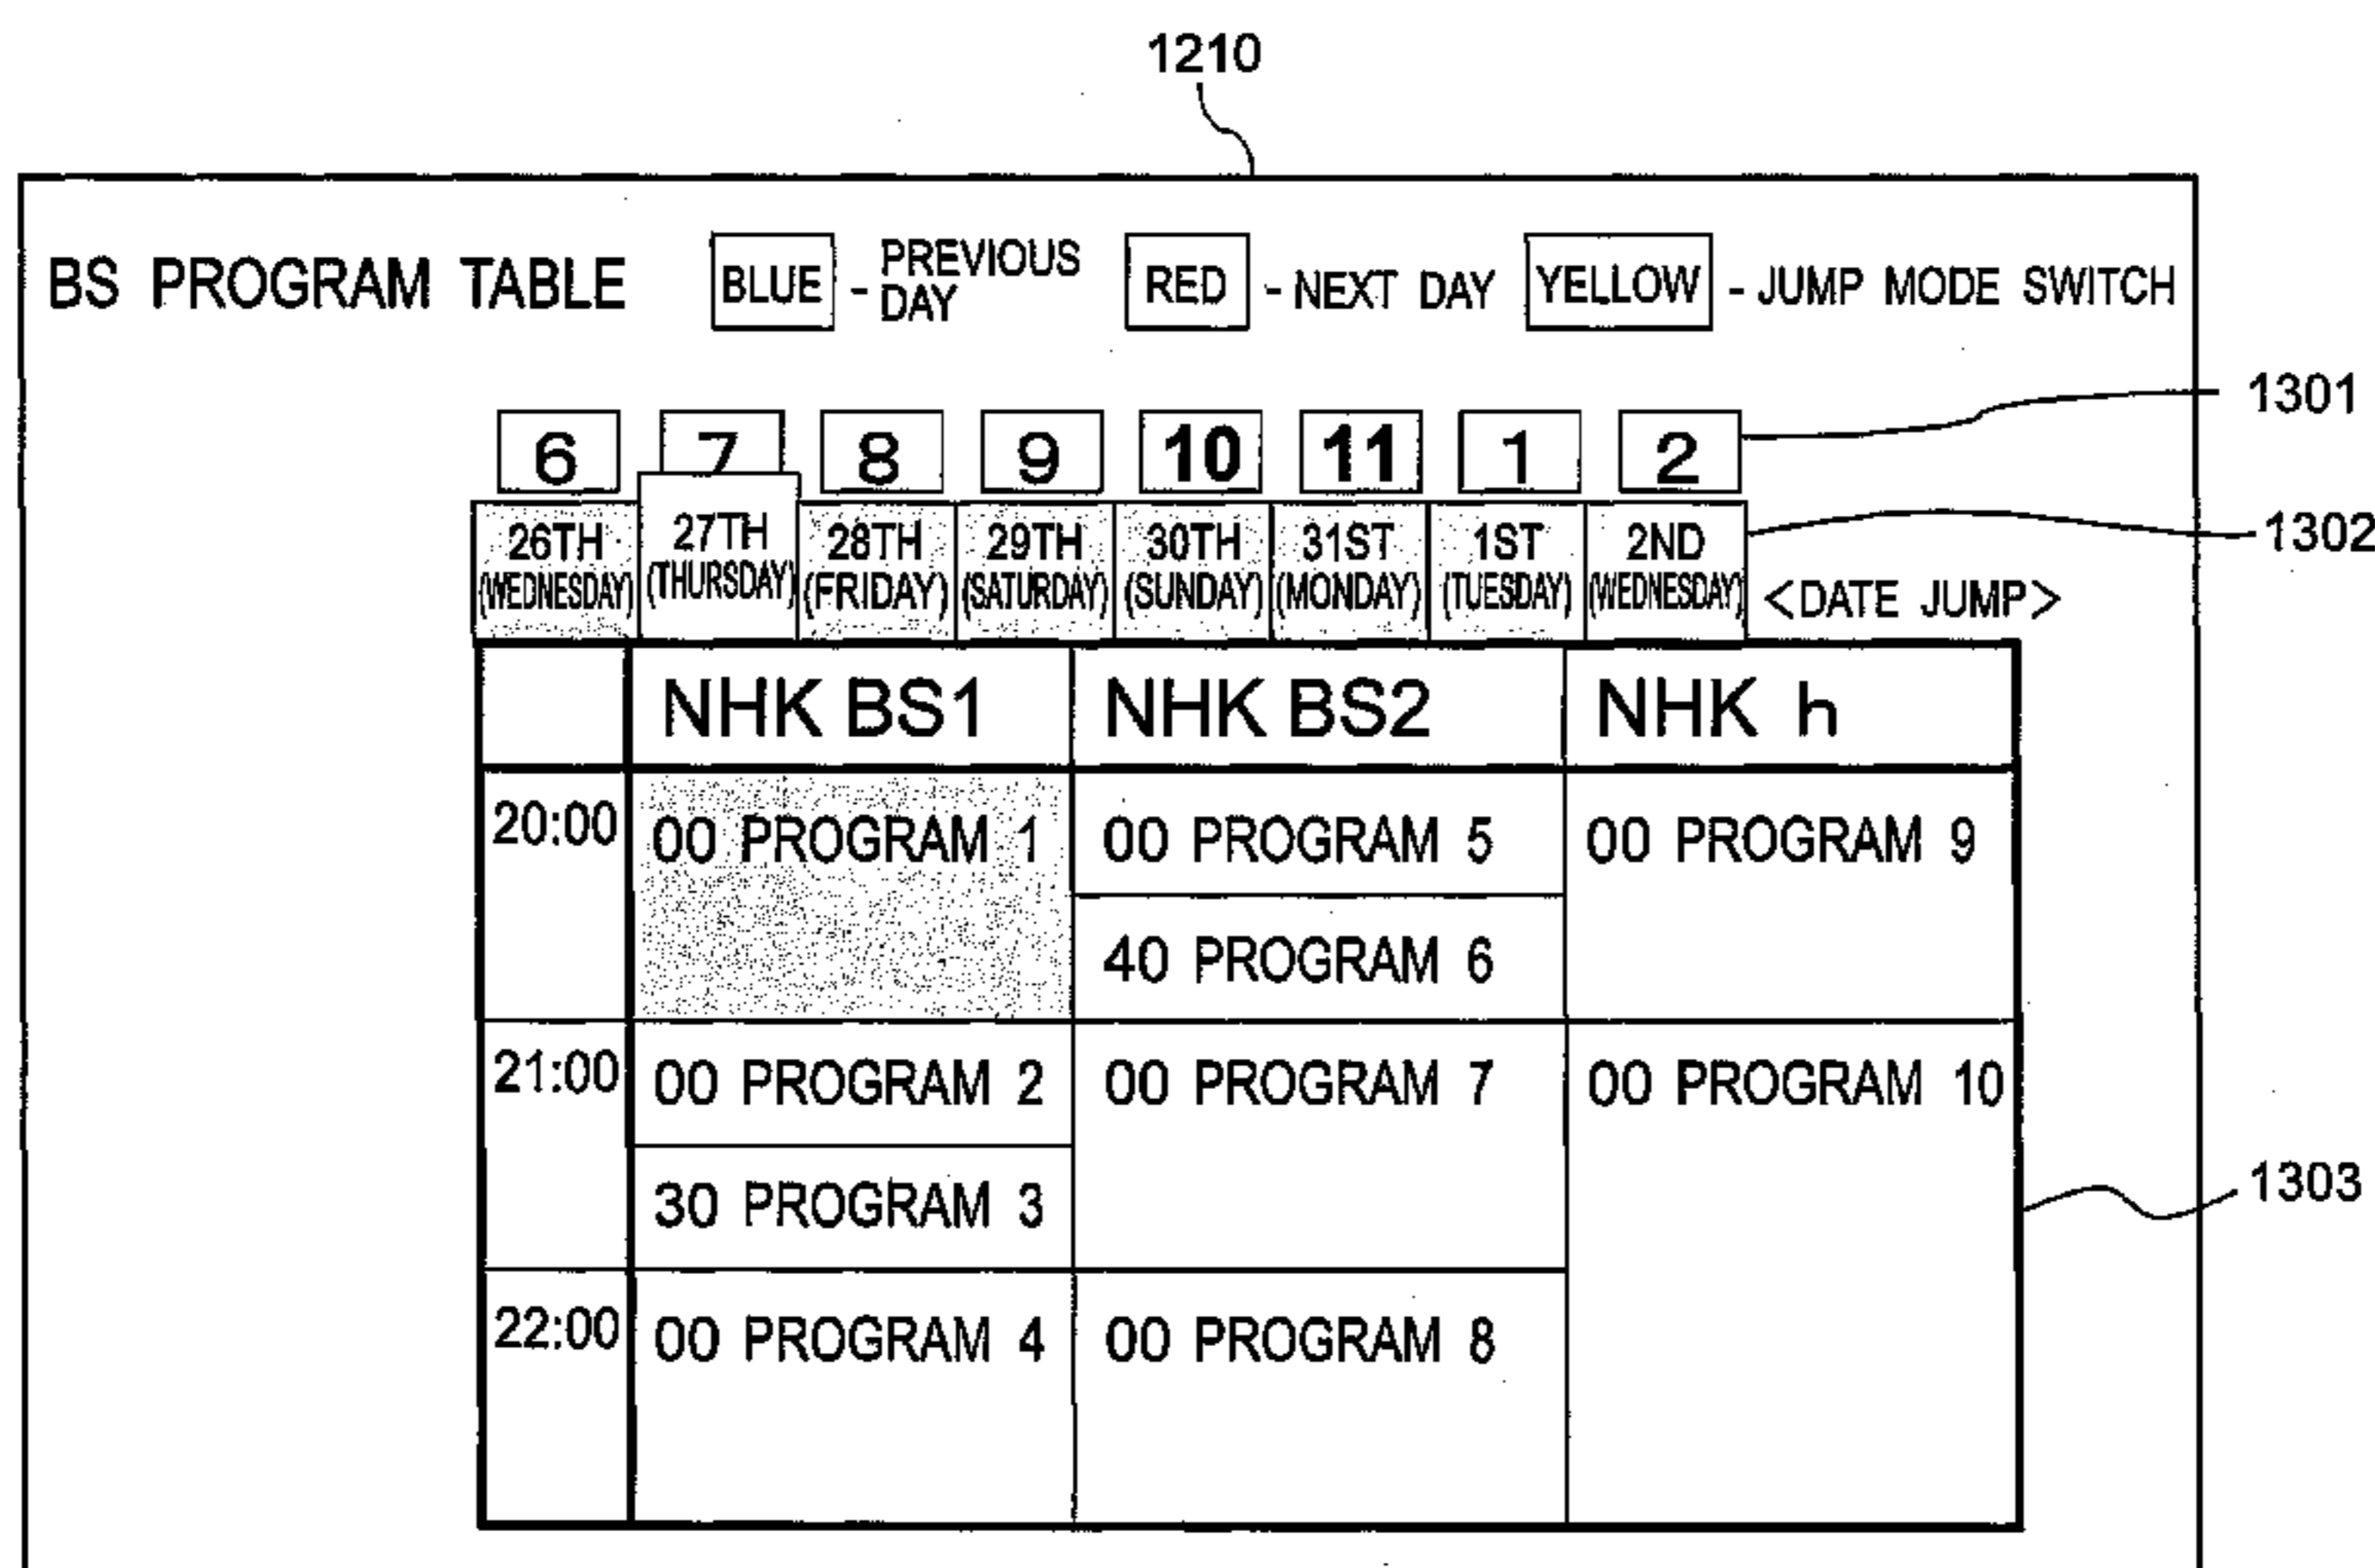 1210
BS PROGRAM TABLE BLUE - PREVIOUS DAY RED - NEXT DAY YELLOW - JUMP MODE SWITCH
1301
6 7 8 9 10 11 1 2
1302
26TH (WEDNESDAY) 27TH (THURSDAY) 28TH (FRIDAY) 29TH (SATURDAY) 30TH (SUNDAY) 31ST (MONDAY) 1ST (TUESDAY) 2ND (WEDNESDAY) <DATE JUMP>
NHK BS1 NHK BS2 NHK h
20:00 00 PROGRAM 1 00 PROGRAM 5 00 PROGRAM 9
40 PROGRAM 6
21:00 00 PROGRAM 2 00 PROGRAM 7 00 PROGRAM 10
30 PROGRAM 3
1303
22:00 00 PROGRAM 4 00 PROGRAM 8